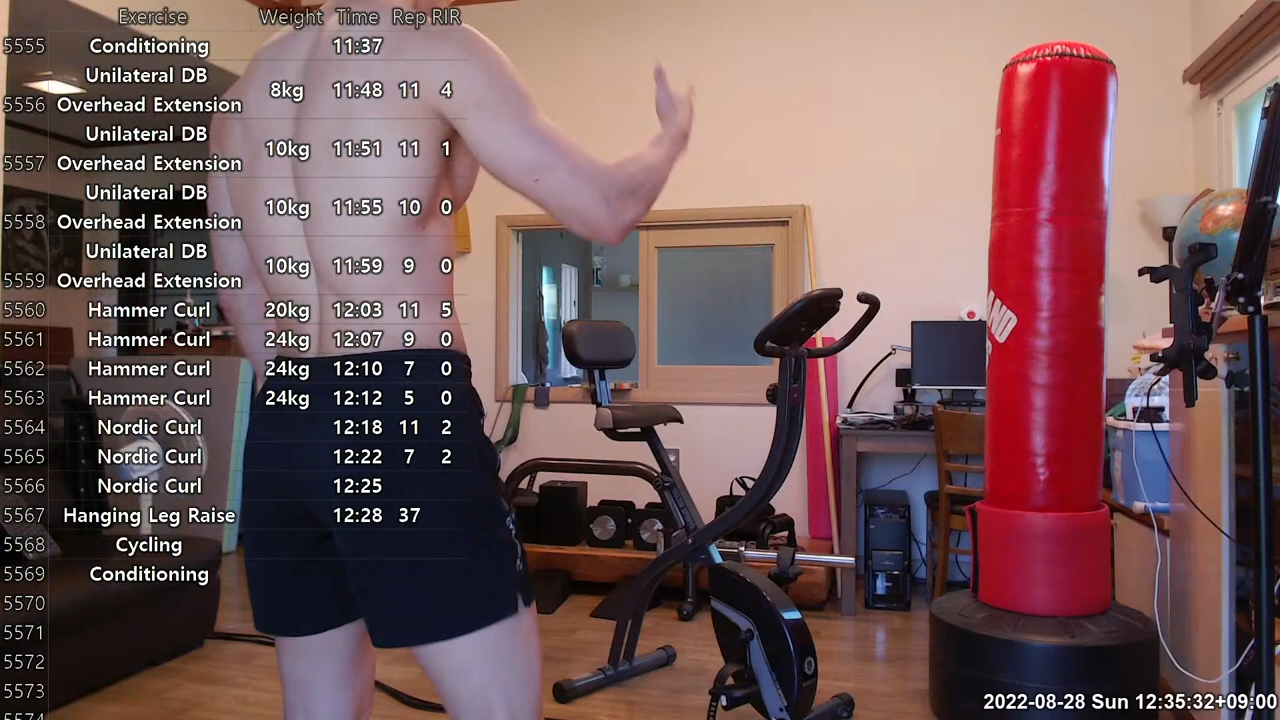 Exercise Weight Time Rep RIR
5555 Conditioning 11:37
Unilateral DB
5556 Overhead Extension 8kg 11:48 11 4
Unilateral DB
5557 Overhead Extension 10kg 11:51 11 1
Unilateral DB
5558 Overhead Extension 10kg 11:55 10 0
Unilateral DB
5559 Overhead Extension 10kg 11:59 9 0
5560 Hammer Curl 20kg 12:03 11 5
5561 Hammer Curl 24kg 12:07 9 0
5562 Hammer Curl 24kg 12:10 7 0
5563 Hammer Curl 24kg 12:12 5 0
5564 Nordic Curl 12:18 11 2
5565 Nordic Curl 12:22 7 2
5566 Nordic Curl 12:25
5567 Hanging Leg Raise 12:28 37
5568 Cycling
5569 Conditioning
5570
5571
5572
5573
5574
AND
2022-08-28 Sun 12:35:32+09:00